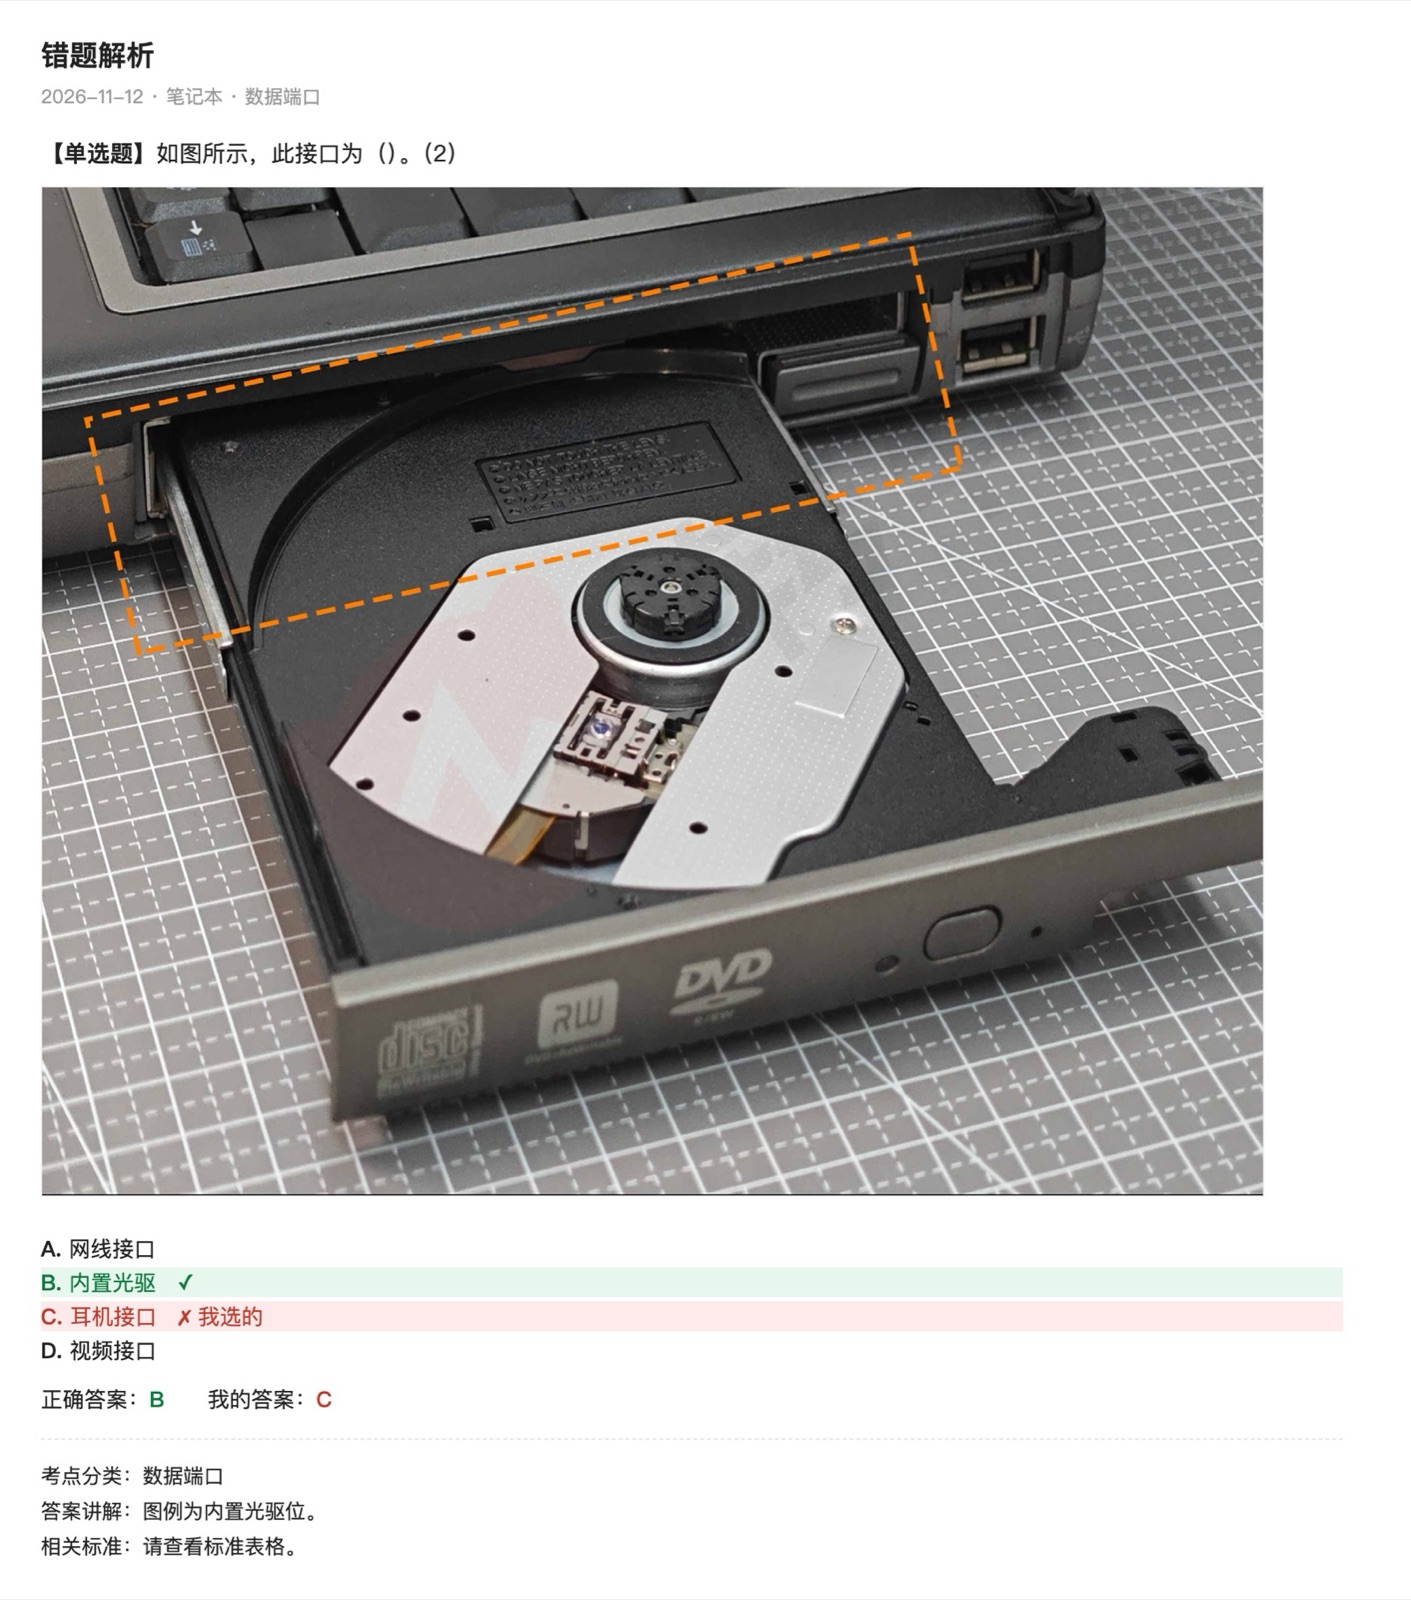 错题解析
2026-11-12 · 笔记本 · 数据端口
【单选题】如图所示，此接口为（）。（2）
disc
ReWritable
RW
DVD
R/RW
A. 网线接口
B. 内置光驱 ✓
C. 耳机接口 ✗ 我选的
D. 视频接口
正确答案：B 我的答案：C
考点分类：数据端口
答案讲解：图例为内置光驱位。
相关标准：请查看标准表格。